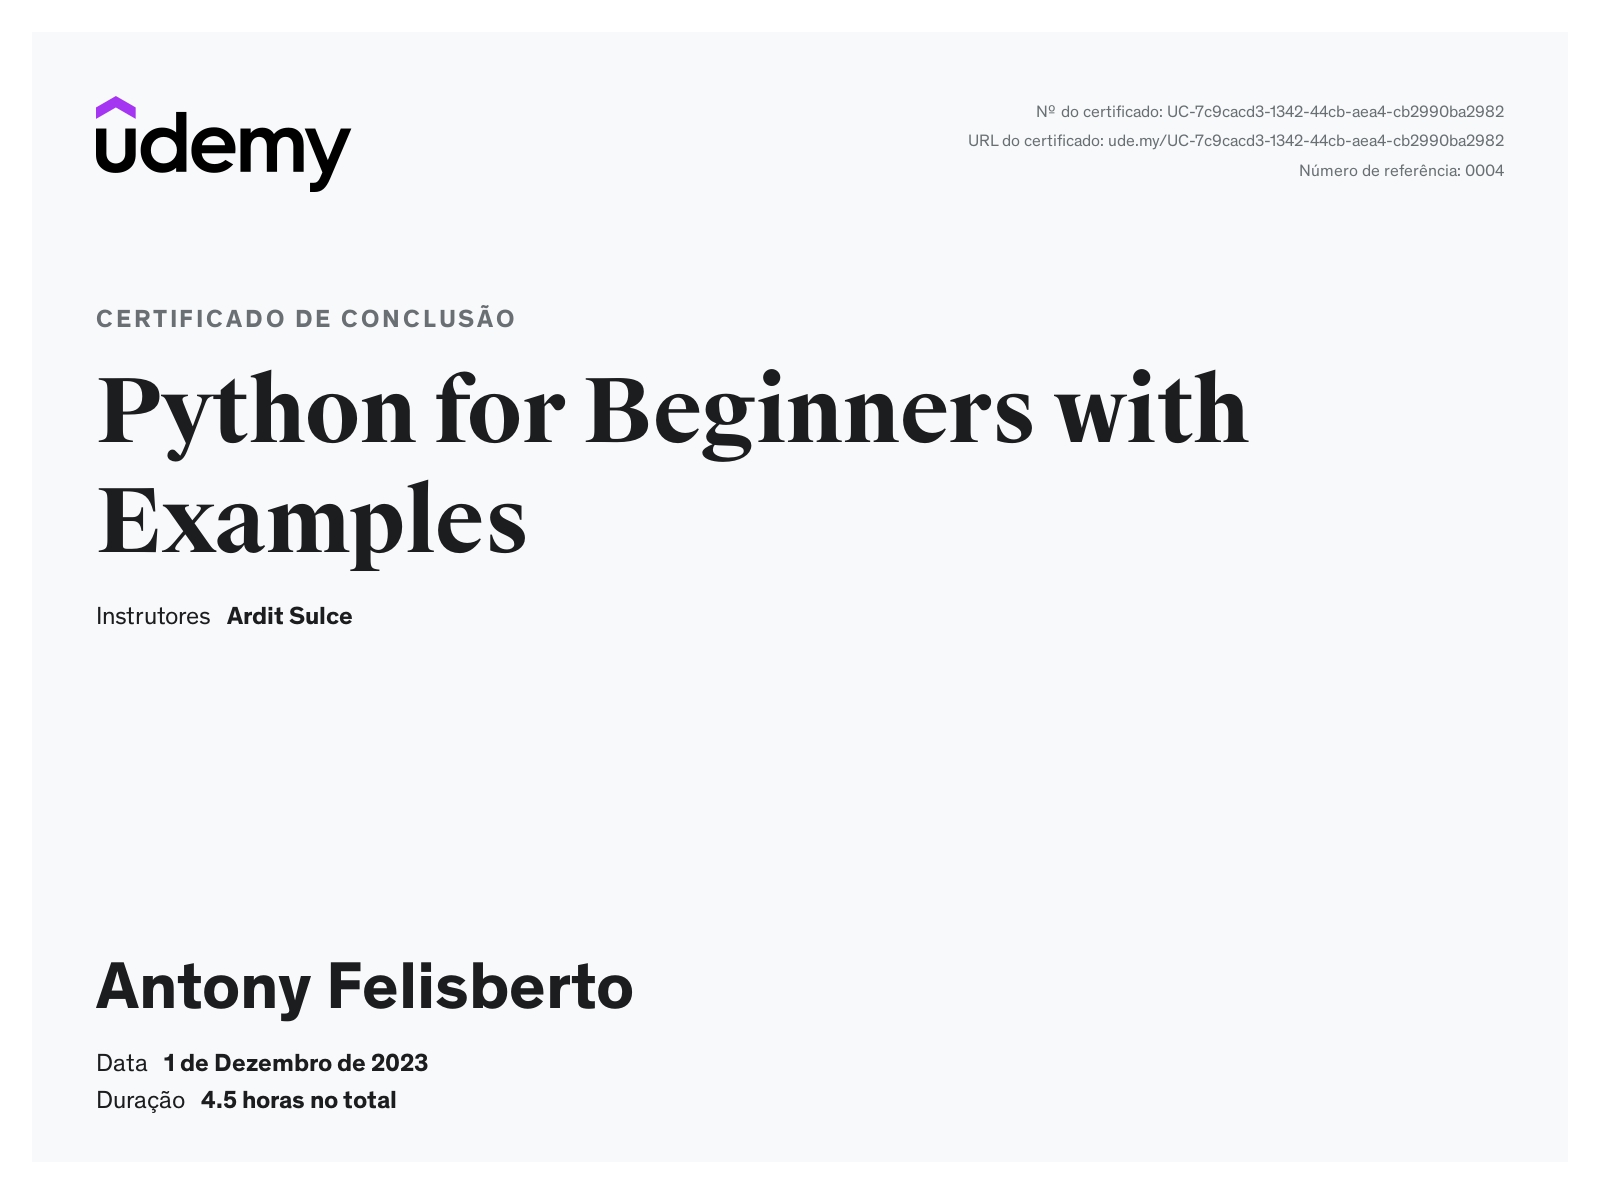 udemy
Nº do certificado: UC-7c9cacd3-1342-44cb-aea4-cb2990ba2982
URL do certificado: ude.my/UC-7c9cacd3-1342-44cb-aea4-cb2990ba2982
Número de referência: 0004
CERTIFICADO DE CONCLUSÃO
Python for Beginners with
Examples
Instrutores Ardit Sulce
Antony Felisberto
Data 1 de Dezembro de 2023
Duração 4.5 horas no total